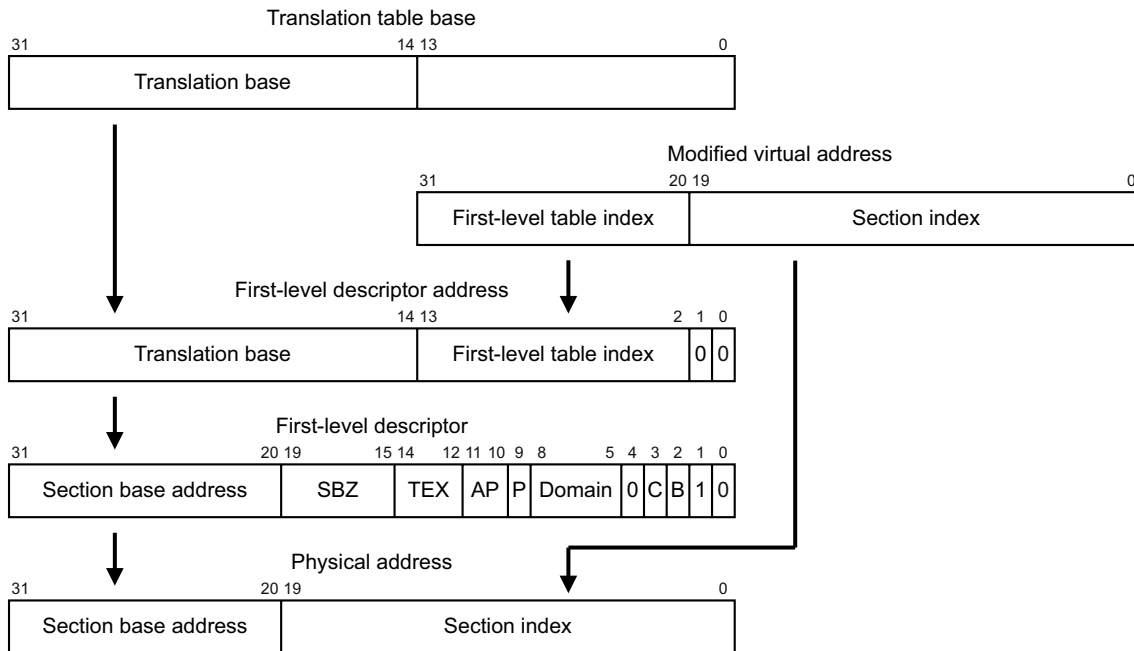 Translation table base
31 14 13 0
Translation base
Modified virtual address
31 20 19 0
First-level table index Section index
First-level descriptor address
31 14 13 2 1 0
Translation base First-level table index 0 0
First-level descriptor
31 20 19 15 14 12 11 10 9 8 5 4 3 2 1 0
Section base address SBZ TEX AP P Domain 0 C B 1 0
Physical address
31 20 19 0
Section base address Section index